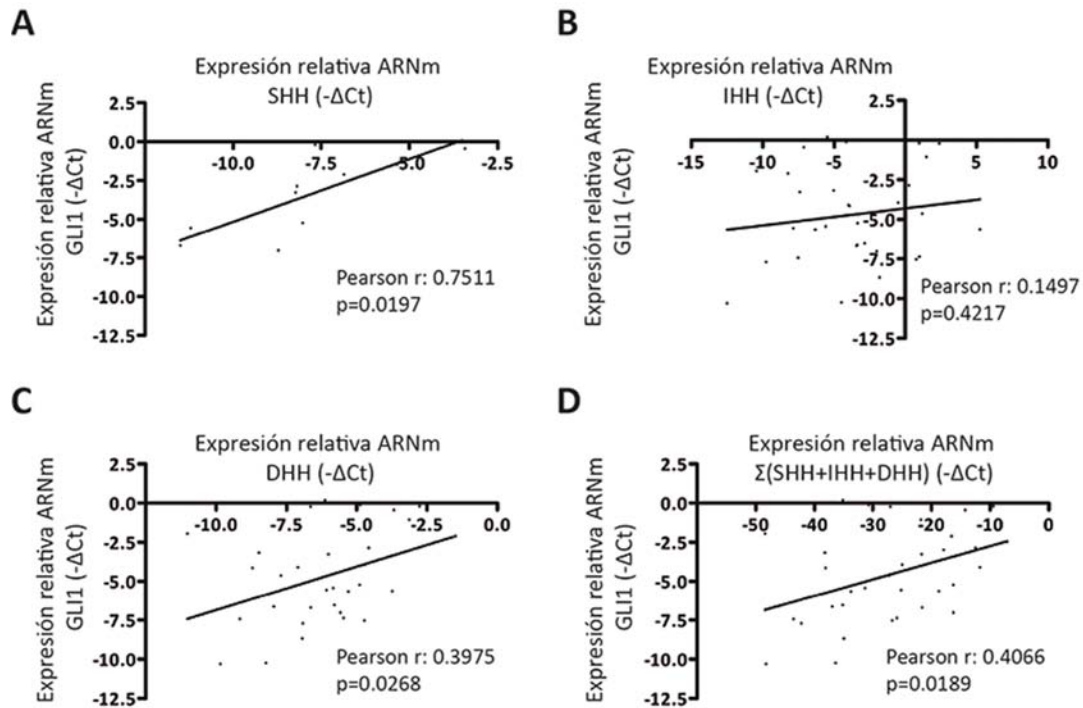 A
Expresión relativa ARNm
SHH (-ΔCt)
Expresión relativa ARNm
GLI1 (-ΔCt)
2.5
0.0
-2.5
-5.0
-7.5
-10.0
-12.5
-10.0
-7.5
-5.0
-2.5
Pearson r: 0.7511
p=0.0197
B
Expresión relativa ARNm
IHH (-ΔCt)
Expresión relativa ARNm
GLI1 (-ΔCt)
2.5
-2.5
-5.0
-7.5
-10.0
-12.5
-15
-10
-5
5
10
Pearson r: 0.1497
p=0.4217
C
Expresión relativa ARNm
DHH (-ΔCt)
Expresión relativa ARNm
GLI1 (-ΔCt)
2.5
0.0
-2.5
-5.0
-7.5
-10.0
-12.5
-10.0
-7.5
-5.0
-2.5
0.0
Pearson r: 0.3975
p=0.0268
D
Expresión relativa ARNm
Σ(SHH+IHH+DHH) (-ΔCt)
Expresión relativa ARNm
GLI1 (-ΔCt)
2.5
0.0
-2.5
-5.0
-7.5
-10.0
-12.5
-50
-40
-30
-20
-10
0
Pearson r: 0.4066
p=0.0189